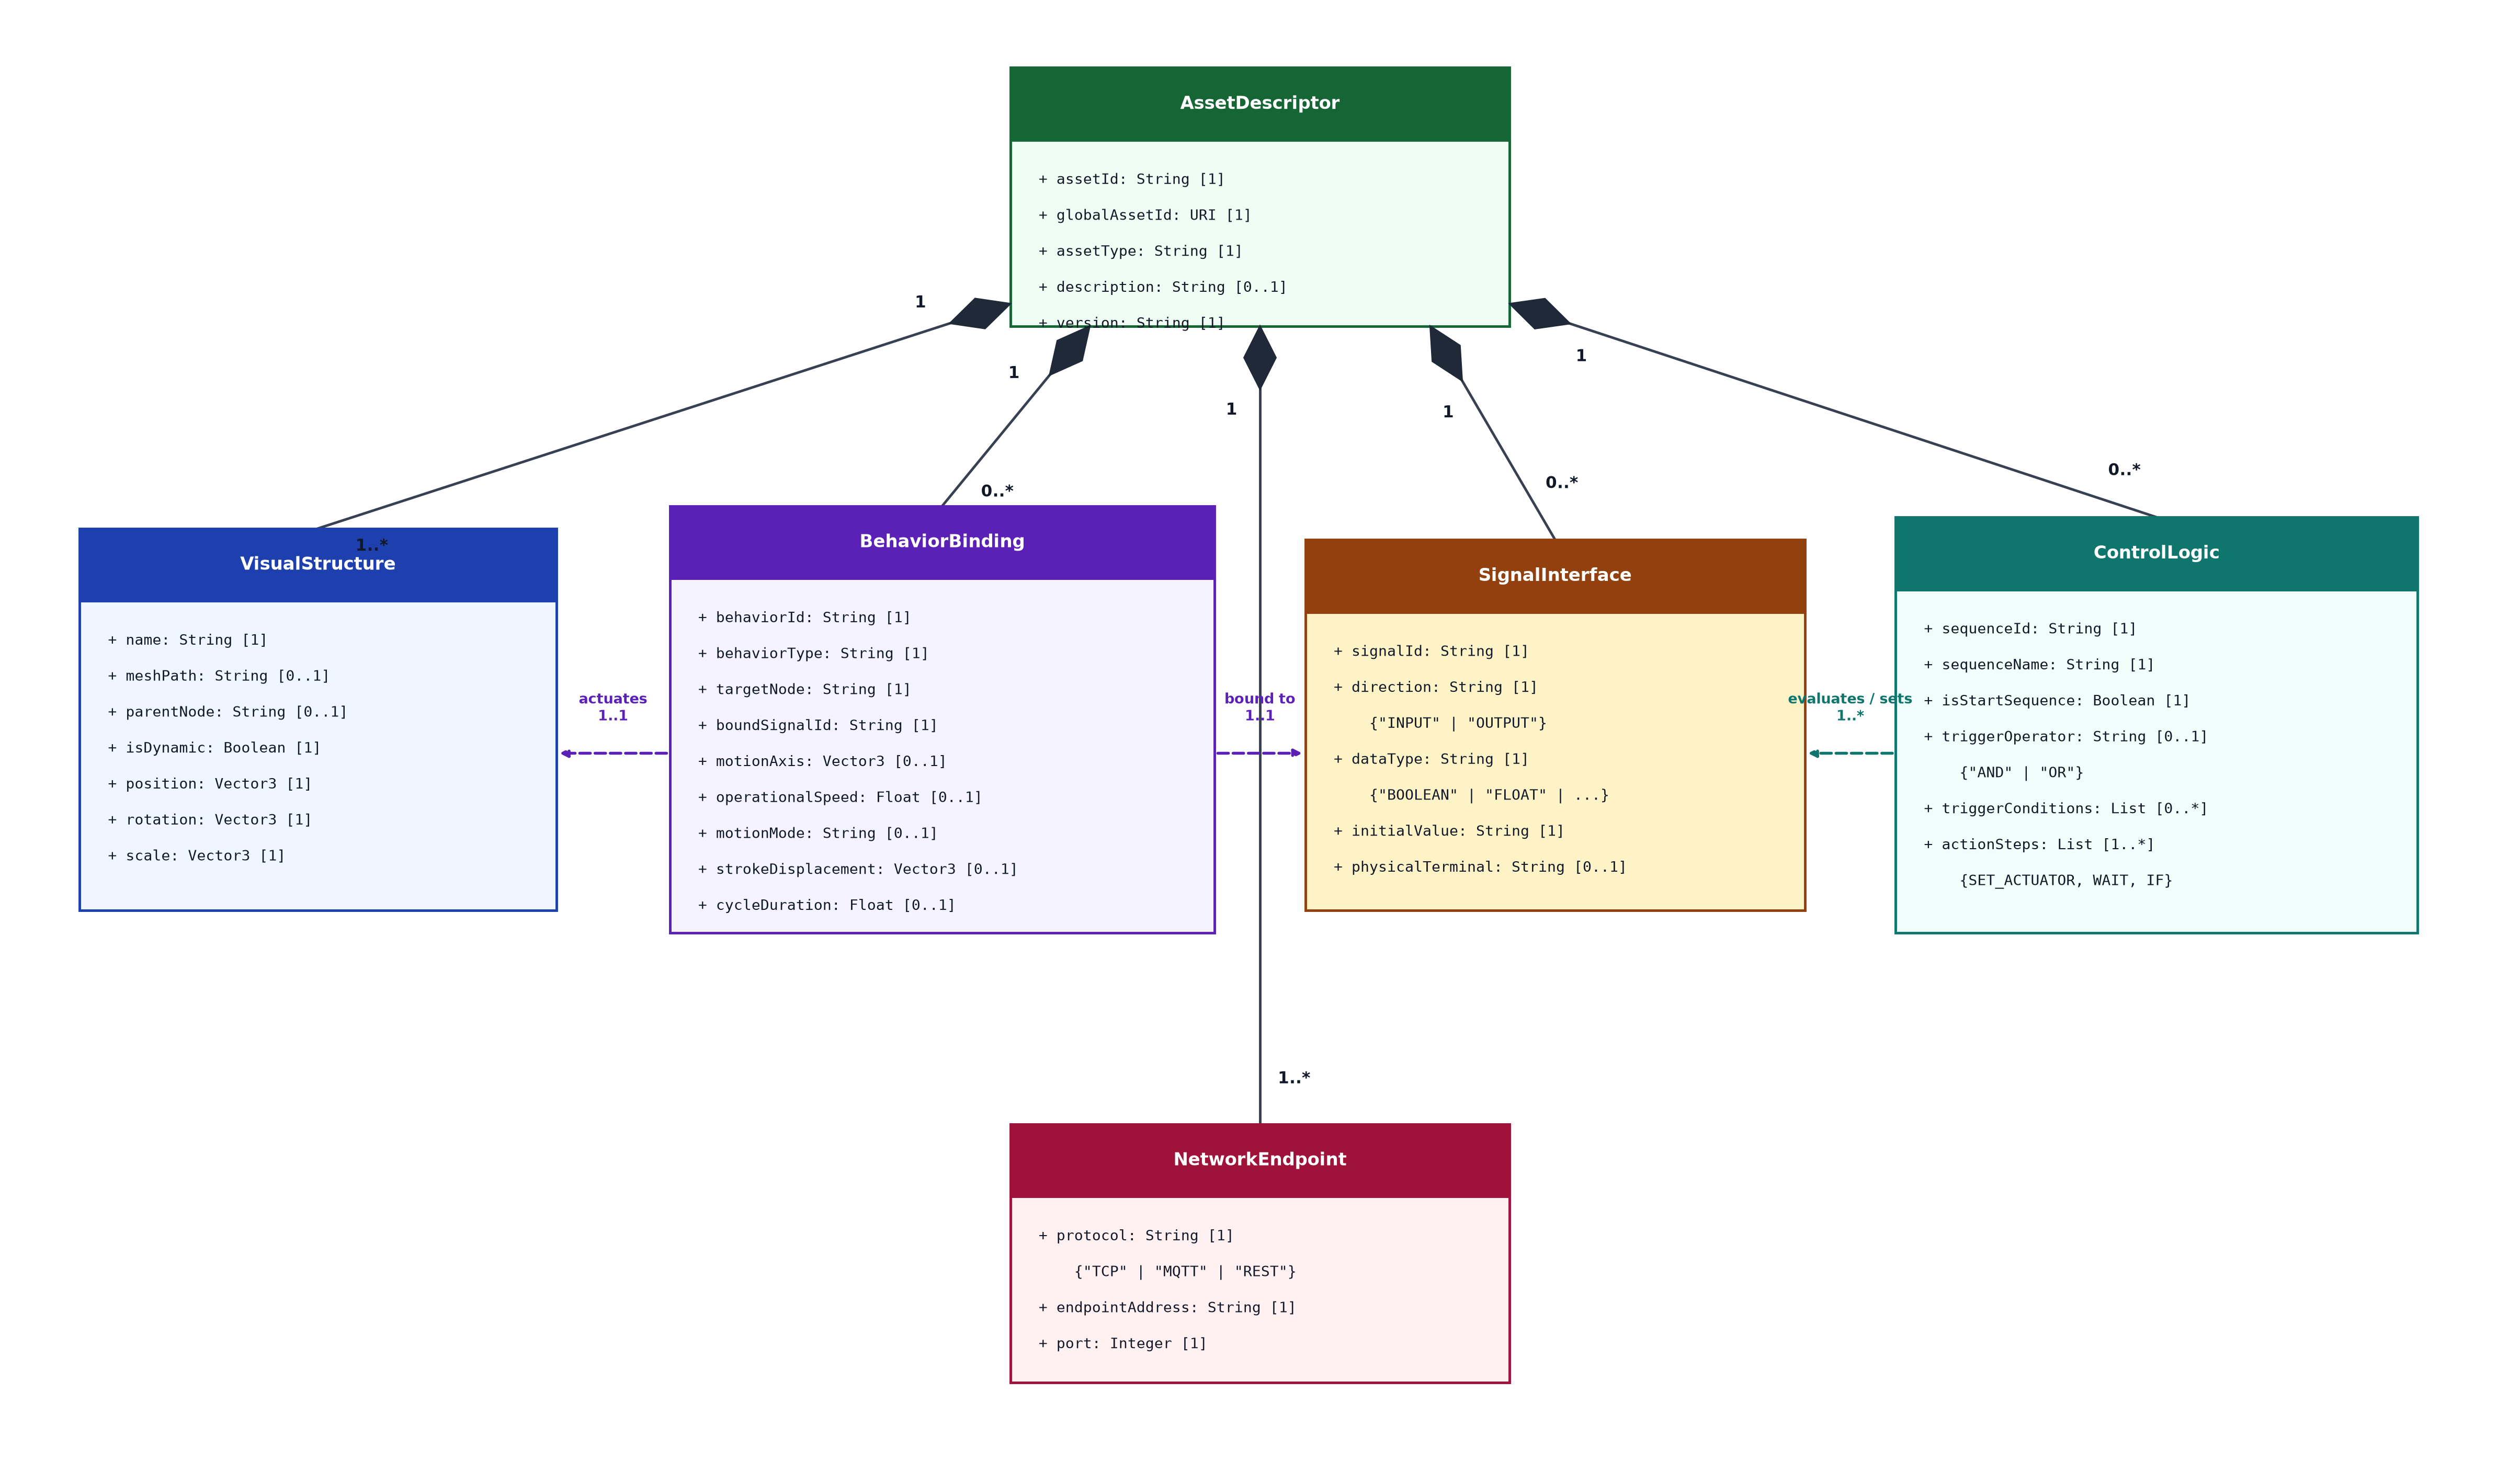 AssetDescriptor
+ assetId: String [1]
+ globalAssetId: URI [1]
+ assetType: String [1]
+ description: String [0..1]
+ version: String [1]
1
1
1
1
1
0..*
0..*
0..*
1..*
VisualStructure
+ name: String [1]
+ meshPath: String [0..1]
+ parentNode: String [0..1]
+ isDynamic: Boolean [1]
+ position: Vector3 [1]
+ rotation: Vector3 [1]
+ scale: Vector3 [1]
actuates
1..1
BehaviorBinding
+ behaviorId: String [1]
+ behaviorType: String [1]
+ targetNode: String [1]
+ boundSignalId: String [1]
+ motionAxis: Vector3 [0..1]
+ operationalSpeed: Float [0..1]
+ motionMode: String [0..1]
+ strokeDisplacement: Vector3 [0..1]
+ cycleDuration: Float [0..1]
bound to
1..1
SignalInterface
+ signalId: String [1]
+ direction: String [1]
{"INPUT" | "OUTPUT"}
+ dataType: String [1]
{"BOOLEAN" | "FLOAT" | ...}
+ initialValue: String [1]
+ physicalTerminal: String [0..1]
evaluates / sets
1..*
ControlLogic
+ sequenceId: String [1]
+ sequenceName: String [1]
+ isStartSequence: Boolean [1]
+ triggerOperator: String [0..1]
{"AND" | "OR"}
+ triggerConditions: List [0..*]
+ actionSteps: List [1..*]
{SET_ACTUATOR, WAIT, IF}
1..*
NetworkEndpoint
+ protocol: String [1]
{"TCP" | "MQTT" | "REST"}
+ endpointAddress: String [1]
+ port: Integer [1]